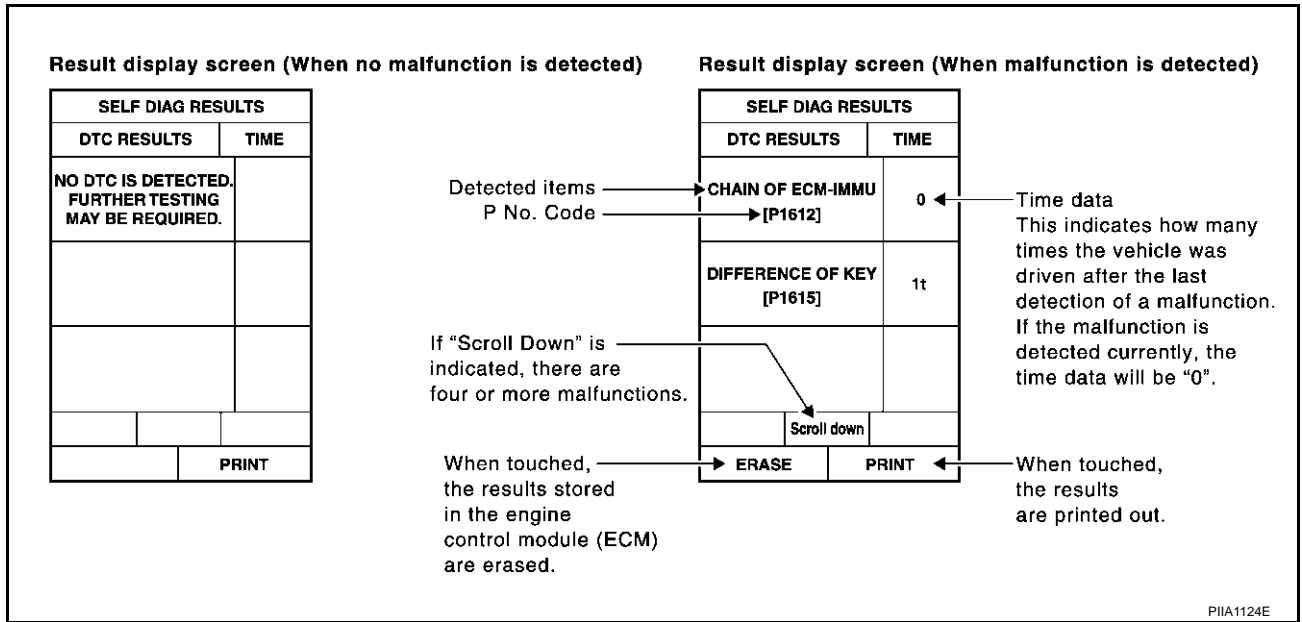 Result display screen (When no malfunction is detected)
SELF DIAG RESULTS
DTC RESULTS TIME
NO DTC IS DETECTED.
FURTHER TESTING
MAY BE REQUIRED.
PRINT
Result display screen (When malfunction is detected)
SELF DIAG RESULTS
DTC RESULTS TIME
Detected items
P No. Code
CHAIN OF ECM-IMMU
[P1612]
0
Time data
This indicates how many
times the vehicle was
driven after the last
detection of a malfunction.
If the malfunction is
detected currently, the
time data will be “0”.
DIFFERENCE OF KEY
[P1615]
1t
If “Scroll Down” is
indicated, there are
four or more malfunctions.
Scroll down
When touched,
the results stored
in the engine
control module (ECM)
are erased.
ERASE PRINT
When touched,
the results
are printed out.
PIIA1124E